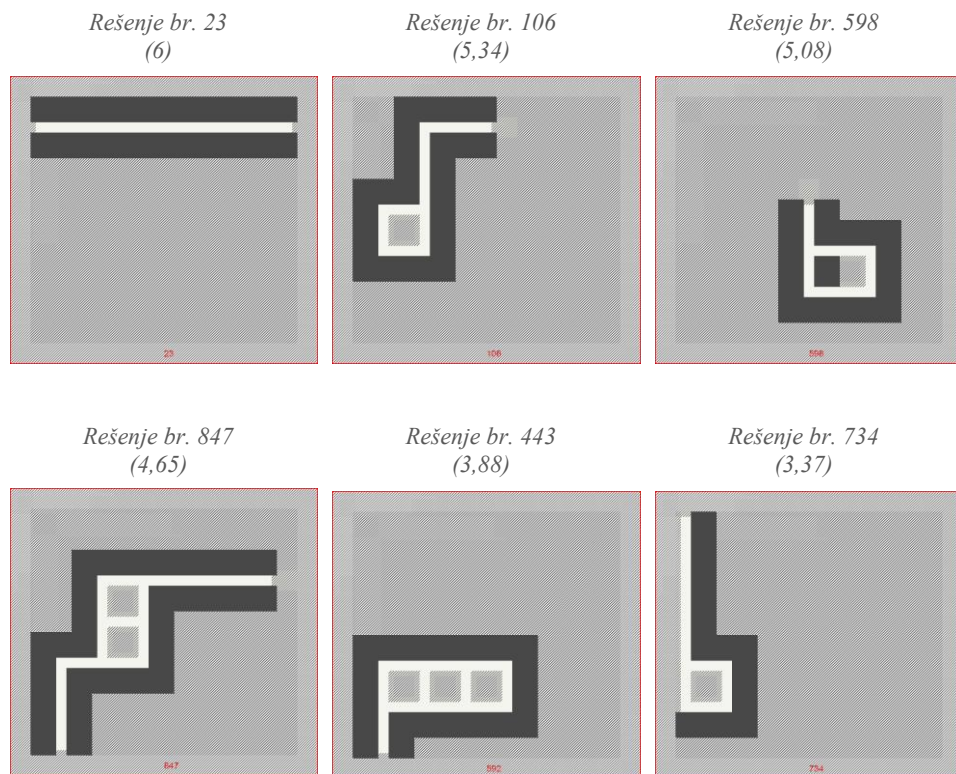 Rešenje br. 23
(6)
Rešenje br. 106
(5,34)
Rešenje br. 598
(5,08)
23
106
598
Rešenje br. 847
(4,65)
Rešenje br. 443
(3,88)
Rešenje br. 734
(3,37)
847
592
734